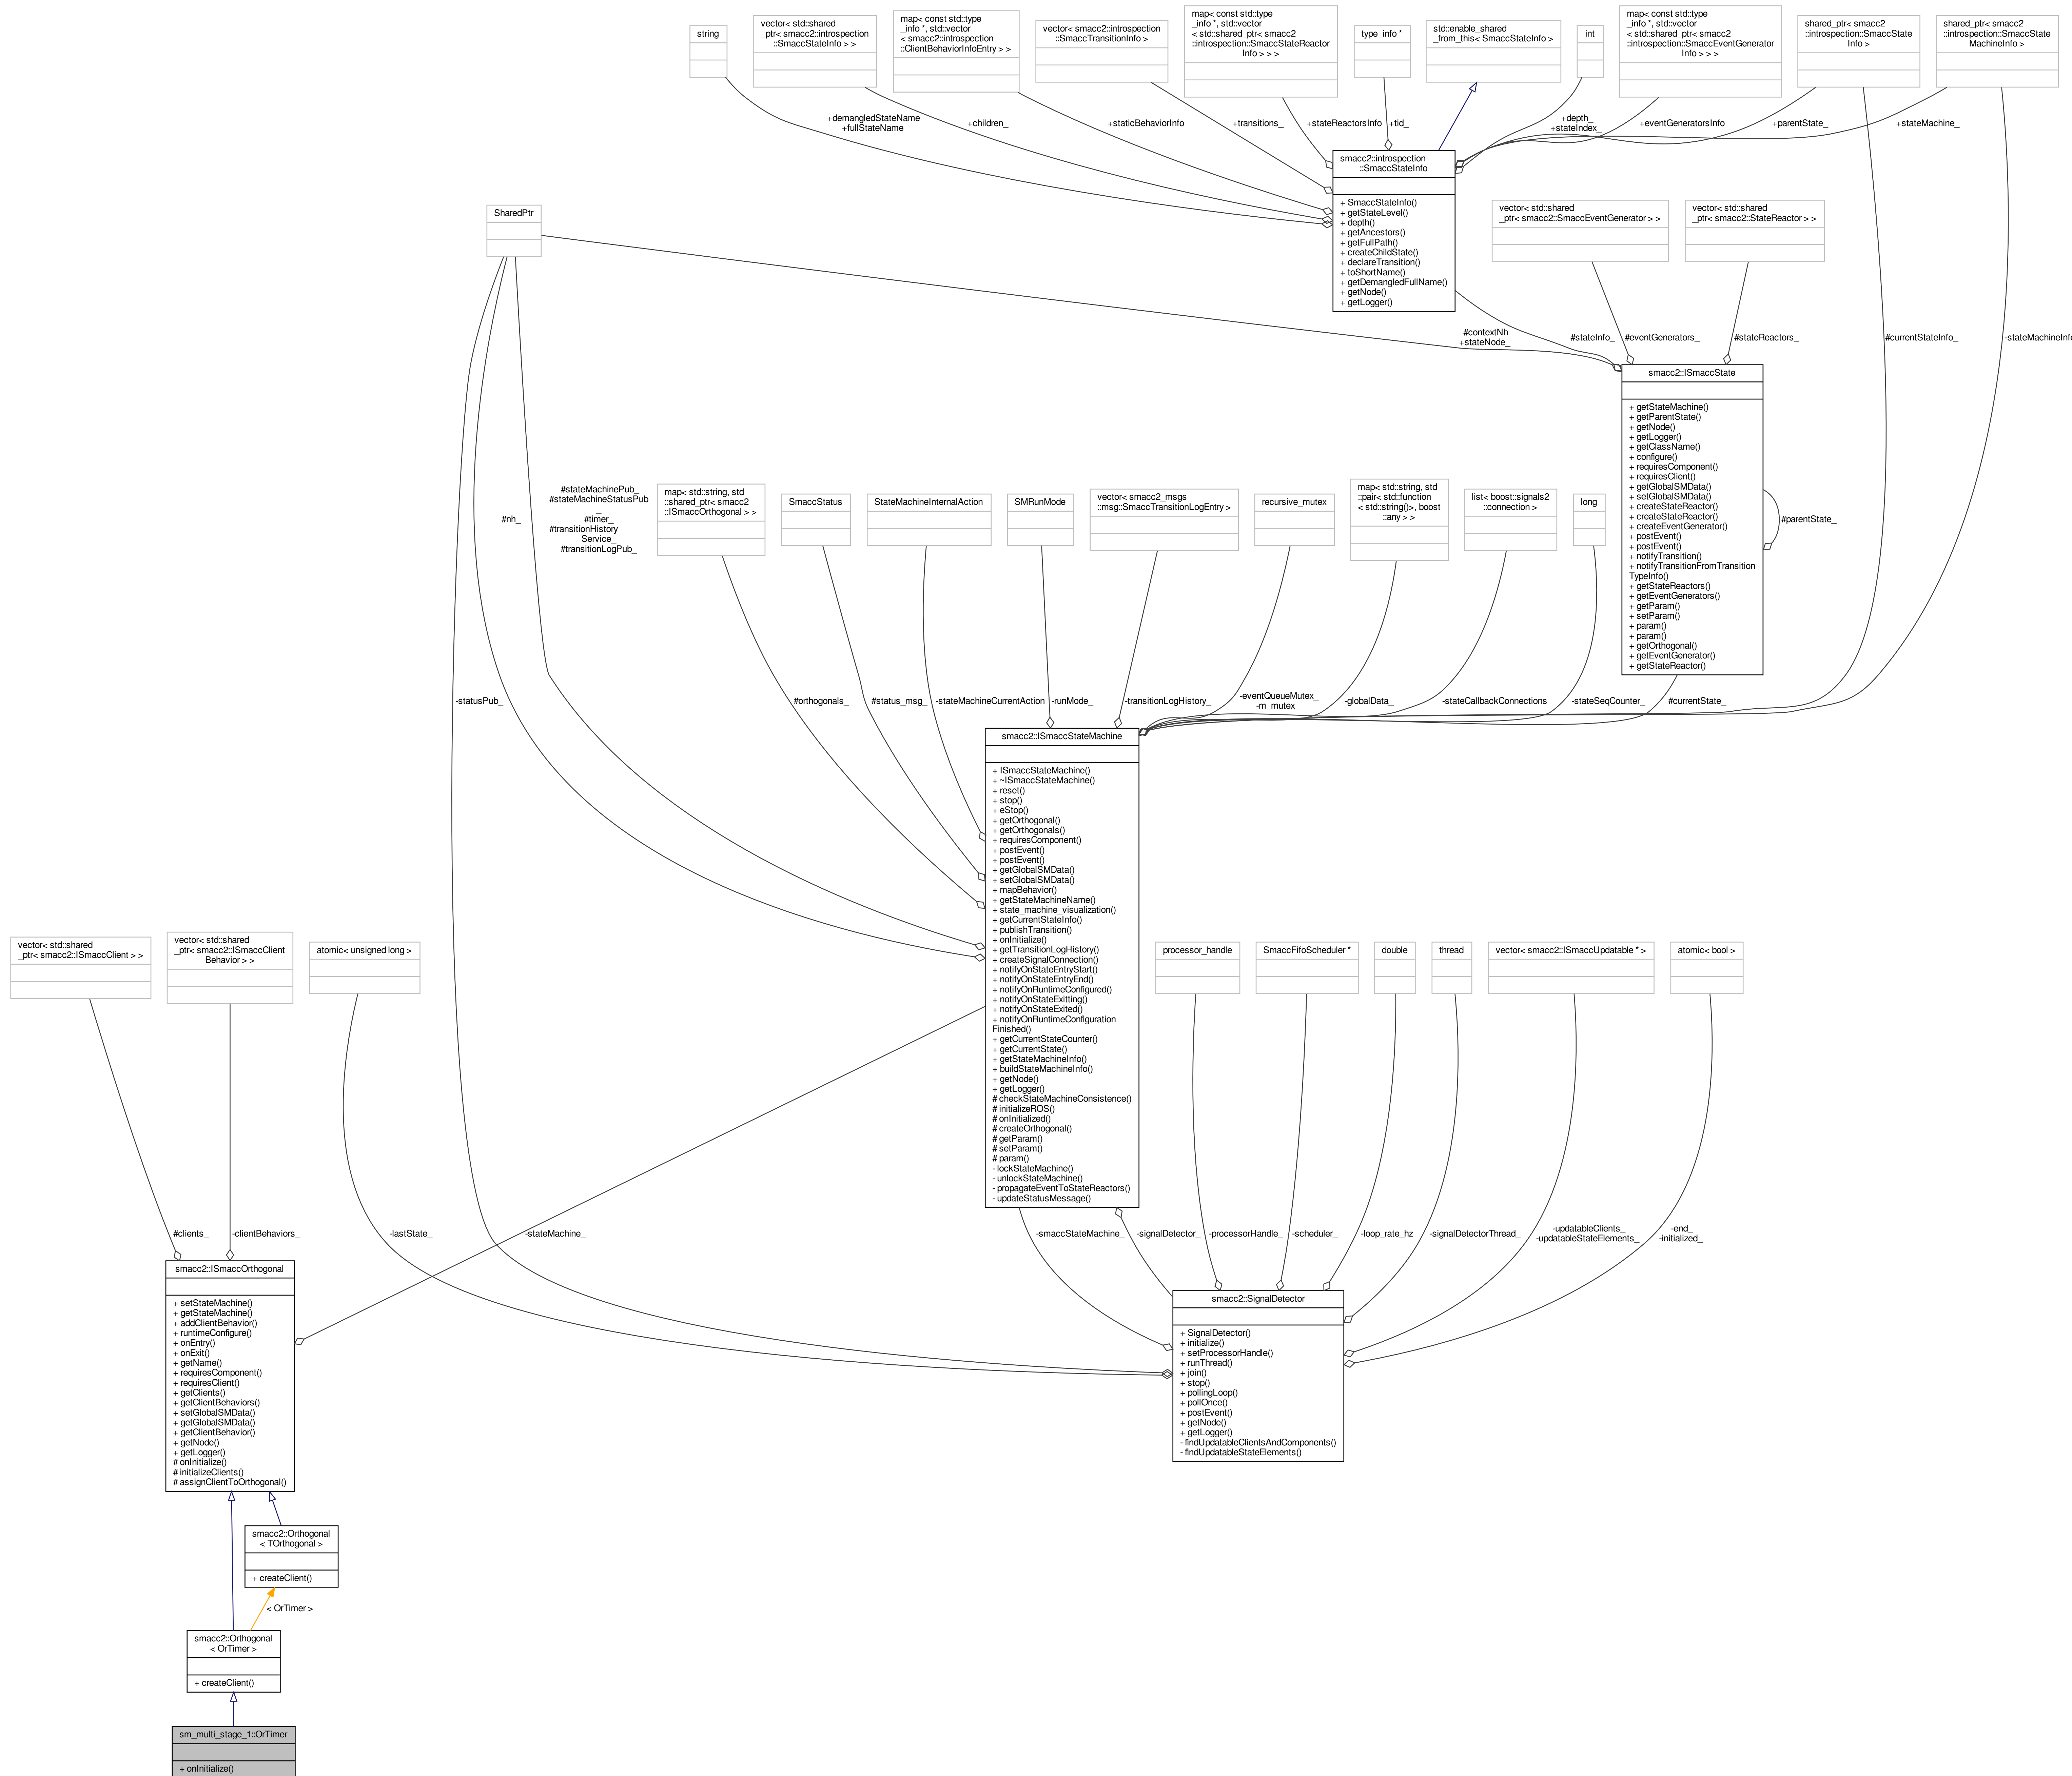 string
vector< std::shared
_ptr< smacc2::introspection
::SmaccStateInfo > >
map< const std::type
_info *, std::vector
< smacc2::introspection
::ClientBehaviorInfoEntry > >
vector< smacc2::introspection
::SmaccTransitionInfo >
map< const std::type
_info *, std::vector
< std::shared_ptr< smacc2
::introspection::SmaccStateReactor
Info > > >
type_info *
std::enable_shared
_from_this< SmaccStateInfo >
int
map< const std::type
_info *, std::vector
< std::shared_ptr< smacc2
::introspection::SmaccEventGenerator
Info > > >
shared_ptr< smacc2
::introspection::SmaccState
Info >
shared_ptr< smacc2
::introspection::SmaccState
MachineInfo >
+demangledStateName
+fullStateName
+children_
+staticBehaviorInfo
+transitions_
+stateReactorsInfo
+tid_
+depth_
+stateIndex_
+eventGeneratorsInfo
+parentState_
+stateMachine_
smacc2::introspection
::SmaccStateInfo
+ SmaccStateInfo()
+ getStateLevel()
+ depth()
+ getAncestors()
+ getFullPath()
+ createChildState()
+ declareTransition()
+ toShortName()
+ getDemangledFullName()
+ getNode()
+ getLogger()
SharedPtr
vector< std::shared
_ptr< smacc2::SmaccEventGenerator > >
vector< std::shared
_ptr< smacc2::StateReactor > >
#contextNh
+stateNode_
#stateInfo_
#eventGenerators_
#stateReactors_
#currentStateInfo_
-stateMachineInfo
smacc2::ISmaccState
+ getStateMachine()
+ getParentState()
+ getNode()
+ getLogger()
+ getClassName()
+ configure()
+ requiresComponent()
+ requiresClient()
+ getGlobalSMData()
+ setGlobalSMData()
+ createStateReactor()
+ createStateReactor()
+ createEventGenerator()
+ postEvent()
+ postEvent()
+ notifyTransition()
+ notifyTransitionFromTransition
TypeInfo()
+ getStateReactors()
+ getEventGenerators()
+ getParam()
+ setParam()
+ param()
+ param()
+ getOrthogonal()
+ getEventGenerator()
+ getStateReactor()
#parentState_
#nh_
#stateMachinePub_
#stateMachineStatusPub
_
#timer_
#transitionHistory
Service_
#transitionLogPub_
map< std::string, std
::shared_ptr< smacc2
::ISmaccOrthogonal > >
SmaccStatus
StateMachineInternalAction
SMRunMode
vector< smacc2_msgs
::msg::SmaccTransitionLogEntry >
recursive_mutex
map< std::string, std
::pair< std::function
< std::string()>, boost
::any > >
list< boost::signals2
::connection >
long
-statusPub_
#orthogonals_
#status_msg_
-stateMachineCurrentAction
-runMode_
-transitionLogHistory_
-eventQueueMutex_
-m_mutex_
-globalData_
-stateCallbackConnections
-stateSeqCounter_
#currentState_
smacc2::ISmaccStateMachine
+ ISmaccStateMachine()
+ ~ISmaccStateMachine()
+ reset()
+ stop()
+ eStop()
+ getOrthogonal()
+ getOrthogonals()
+ requiresComponent()
+ postEvent()
+ postEvent()
+ getGlobalSMData()
+ setGlobalSMData()
+ mapBehavior()
+ getStateMachineName()
+ state_machine_visualization()
+ getCurrentStateInfo()
+ publishTransition()
+ onInitialize()
+ getTransitionLogHistory()
+ createSignalConnection()
+ notifyOnStateEntryStart()
+ notifyOnStateEntryEnd()
+ notifyOnRuntimeConfigured()
+ notifyOnStateExitting()
+ notifyOnStateExited()
+ notifyOnRuntimeConfiguration
Finished()
+ getCurrentStateCounter()
+ getCurrentState()
+ getStateMachineInfo()
+ buildStateMachineInfo()
+ getNode()
+ getLogger()
# checkStateMachineConsistence()
# initializeROS()
# onInitialized()
# createOrthogonal()
# getParam()
# setParam()
# param()
- lockStateMachine()
- unlockStateMachine()
- propagateEventToStateReactors()
- updateStatusMessage()
vector< std::shared
_ptr< smacc2::ISmaccClient > >
vector< std::shared
_ptr< smacc2::ISmaccClient
Behavior > >
atomic< unsigned long >
processor_handle
SmaccFifoScheduler *
double
thread
vector< smacc2::ISmaccUpdatable * >
atomic< bool >
#clients_
-clientBehaviors_
-lastState_
-stateMachine_
-smaccStateMachine_
-signalDetector_
-processorHandle_
-scheduler_
-loop_rate_hz
-signalDetectorThread_
-updatableClients_
-updatableStateElements_
-end_
-initialized_
smacc2::ISmaccOrthogonal
+ setStateMachine()
+ getStateMachine()
+ addClientBehavior()
+ runtimeConfigure()
+ onEntry()
+ onExit()
+ getName()
+ requiresComponent()
+ requiresClient()
+ getClients()
+ getClientBehaviors()
+ setGlobalSMData()
+ getGlobalSMData()
+ getClientBehavior()
+ getNode()
+ getLogger()
# onInitialize()
# initializeClients()
# assignClientToOrthogonal()
smacc2::SignalDetector
+ SignalDetector()
+ initialize()
+ setProcessorHandle()
+ runThread()
+ join()
+ stop()
+ pollingLoop()
+ pollOnce()
+ postEvent()
+ getNode()
+ getLogger()
- findUpdatableClientsAndComponents()
- findUpdatableStateElements()
smacc2::Orthogonal
< TOrthogonal >
+ createClient()
< OrTimer >
smacc2::Orthogonal
< OrTimer >
+ createClient()
sm_multi_stage_1::OrTimer
+ onInitialize()